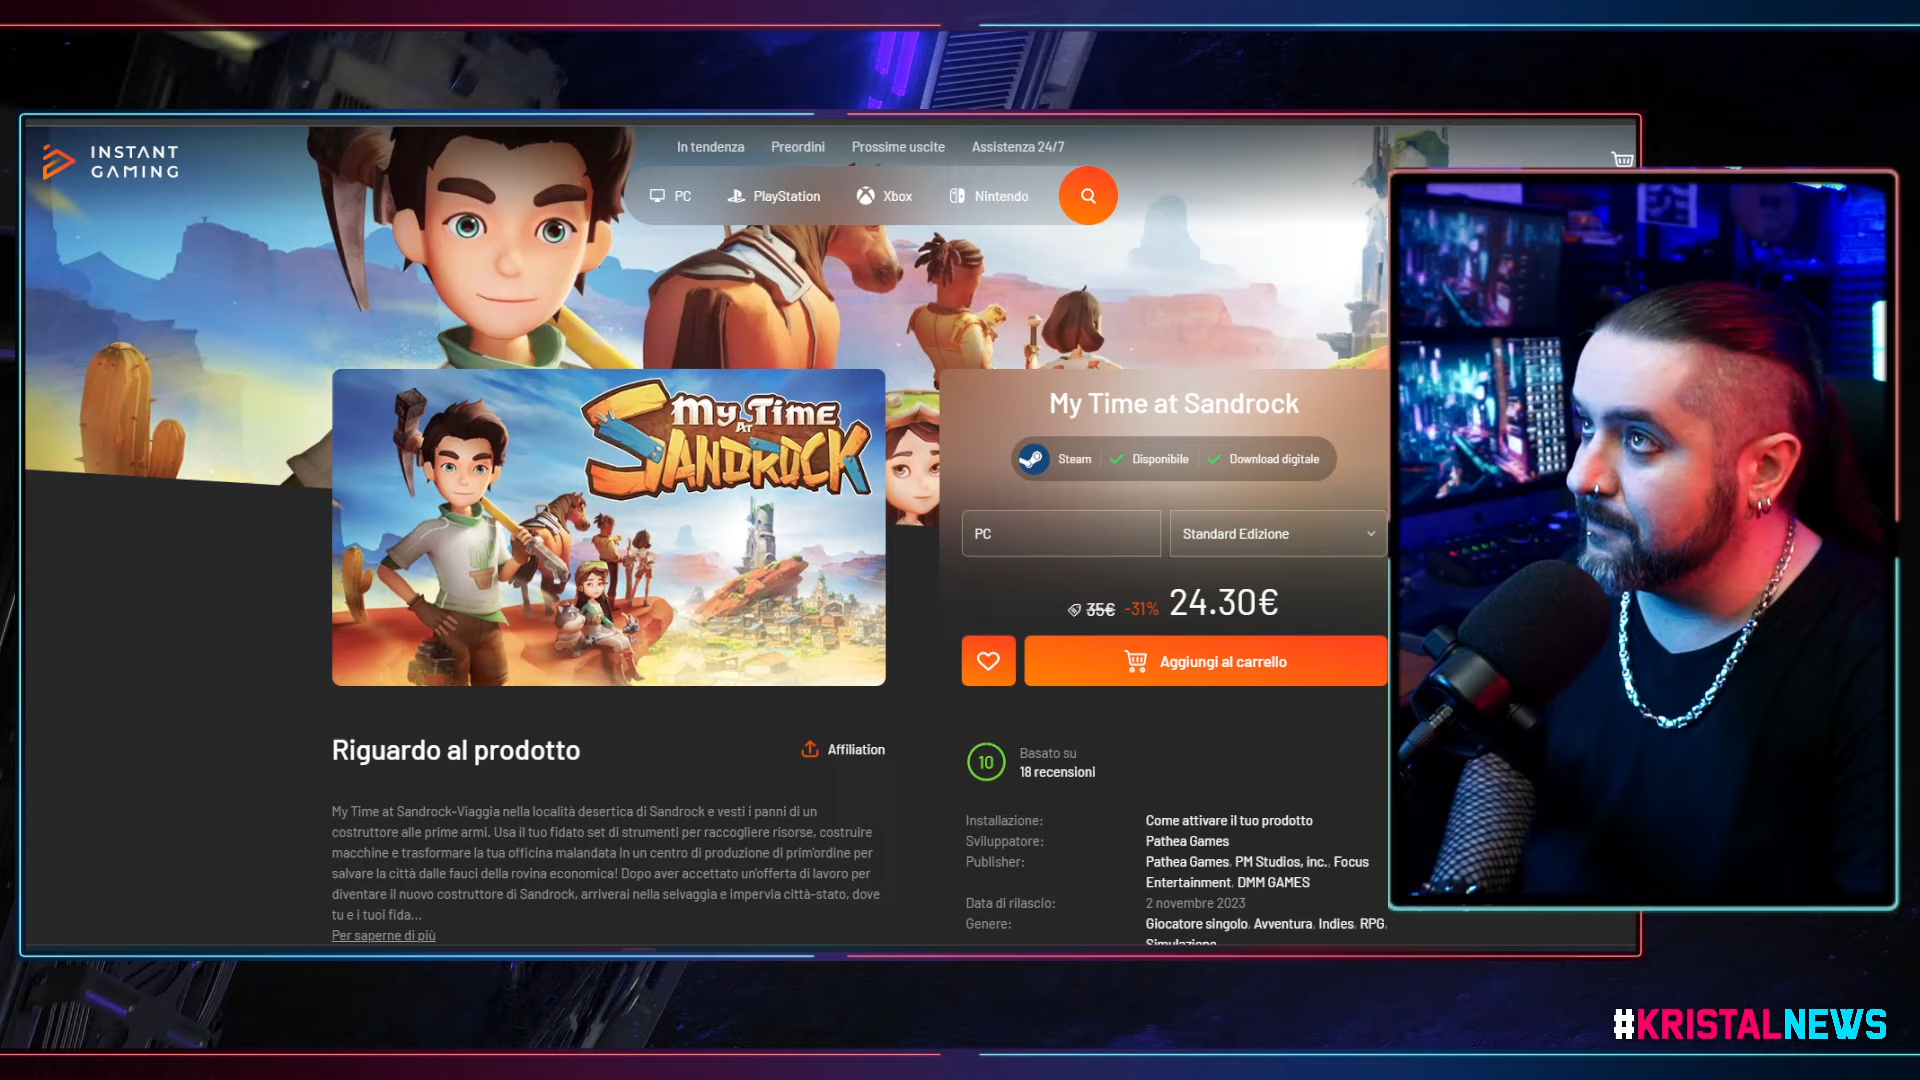 INSTANT
GAMING
In tendenza
Preordini
Prossime uscite
Assistenza 24/7
PC
PlayStation
Xbox
Nintendo
My Time
AT
SANDROCK
My Time at Sandrock
Steam
Disponibile
Download digitale
PC
Standard Edizione
35€ -31% 24.30€
Aggiungi al carrello
Riguardo al prodotto
Affiliation
My Time at Sandrock-Viaggia nella località desertica di Sandrock e vesti i panni di un
costruttore alle prime armi. Usa il tuo fidato set di strumenti per raccogliere risorse, costruire
macchine e trasformare la tua officina malandata in un centro di produzione di prim'ordine per
salvare la città dalle fauci della rovina economica! Dopo aver accettato un'offerta di lavoro per
diventare il nuovo costruttore di Sandrock, arriverai nella selvaggia e impervia città-stato, dove
tu e i tuoi fida...
Per saperne di più
10
Basato su
18 recensioni
Installazione: Come attivare il tuo prodotto
Sviluppatore: Pathea Games
Publisher: Pathea Games, PM Studios, inc., Focus
Entertainment, DMM GAMES
Data di rilascio: 2 novembre 2023
Genere: Giocatore singolo, Avventura, Indies, RPG,
Simulazione
#KRISTALNEWS